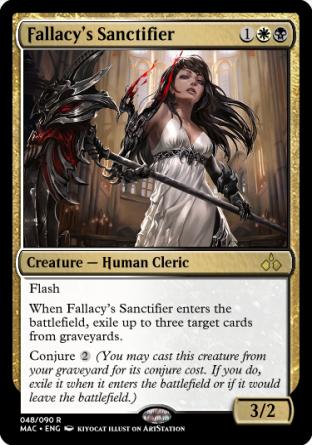 Fallacy's Sanctifier 1
Creature — Human Cleric
Flash
When Fallacy's Sanctifier enters the
battlefield, exile up to three target cards
from graveyards.
Conjure 2 (You may cast this creature from
your graveyard for its conjure cost. If you do,
exile it when it enters the battlefield or if it would
leave the battlefield.)
3/2
048/090 R
MAC • ENG KIYOCAT ILLUST ON ARTSTATION